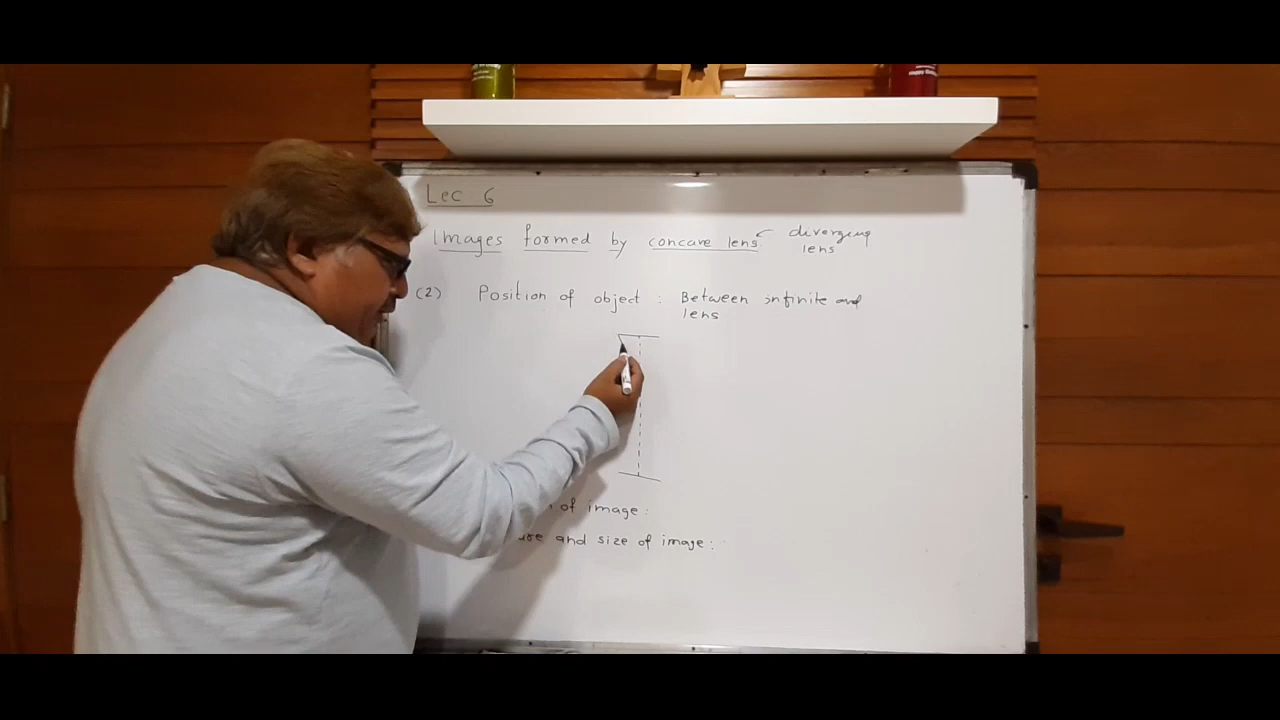 Lec 6
Images formed by concave lens diverging
lens
(2) Position of object : Between infinite and
lens
of image:
and size of image: